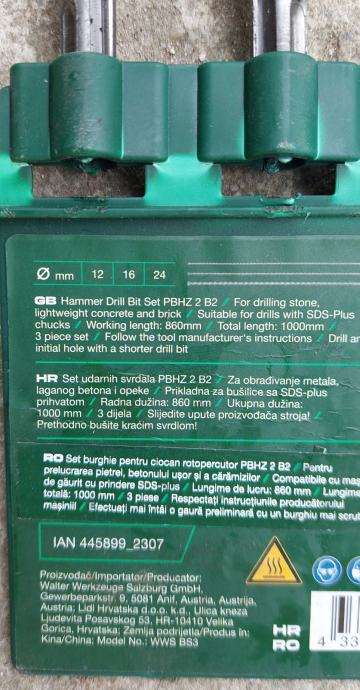 Ø mm 12 16 24
GB Hammer Drill Bit Set PBHZ 2 B2 / For drilling stone,
lightweight concrete and brick / Suitable for drills with SDS-Plus
chucks / Working length: 860mm / Total length: 1000mm /
3 piece set / Follow the tool manufacturer's instructions / Drill an
initial hole with a shorter drill bit
HR Set udarnih svrdala PBHZ 2 B2 / Za obrađivanje metala,
laganog betona i opeke / Prikladna za bušilice sa SDS-plus
prihvatom / Radna dužina: 860 mm / Ukupna dužina:
1000 mm / 3 dijela / Slijedite upute proizvođača stroja! /
Prethodno bušite kraćim svrdlom!
RO Set burghie pentru ciocan rotopercutor PBHZ 2 B2 / Pentru
prelucrarea pietrei, betonului ușor și a cărămizilor / Compatibile cu maș
de găurit cu prindere SDS-plus / Lungime de lucru: 860 mm / Lungime
totală: 1000 mm / 3 piese / Respectați instrucțiunile producătorului
mașinii! / Efectuați mai întâi o gaură preliminară cu un burghiu mai scru
IAN 445899_2307
Proizvođač/Importator/Producator:
Walter Werkzeuge Salzburg GmbH,
Gewerbeparkstr. 9, 5081 Anif, Austria, Austrija,
Austria; Lidl Hrvatska d.o.o. k.d., Ulica kneza
Ljudevita Posavskog 53, HR-10410 Velika
Gorica, Hrvatska; Zemlja podrijetla/Produs în:
Kina/China; Model No.: WWS BS3
HR
RO
4 33